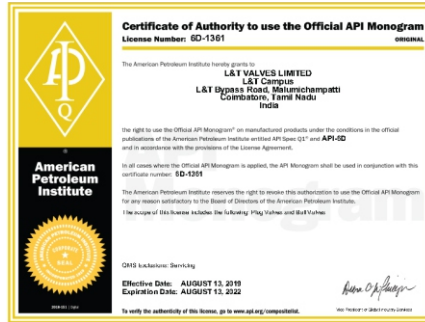 Certificate of Authority to use the Official API Monogram
License Number: 6D-1361
ORIGINAL
The American Petroleum Institute hereby grants to
L&T VALVES LIMITED
L&T Campus
L&T Bypass Road, Malumichampatti
Coimbatore, Tamil Nadu
India
the right to use the Official API Monogram® on manufactured products under the conditions in the official
publications of the American Petroleum Institute entitled API Spec Q1® and API-6D
and in accordance with the provisions of the License Agreement.
In all cases where the Official API Monogram is applied, the API Monogram shall be used in conjunction with this
certificate number: 6D-1361
The American Petroleum Institute reserves the right to revoke this authorization to use the Official API Monogram
for any reason satisfactory to the Board of Directors of the American Petroleum Institute.
The scope of this license includes the following: Plug Valves and Ball Valves
QMS Exclusions: Servicing
Effective Date: AUGUST 13, 2019
Expiration Date: AUGUST 13, 2022
To verify the authenticity of this license, go to www.api.org/compositelist.
Vice President of Global Industry Services
API
Q
American
Petroleum
Institute